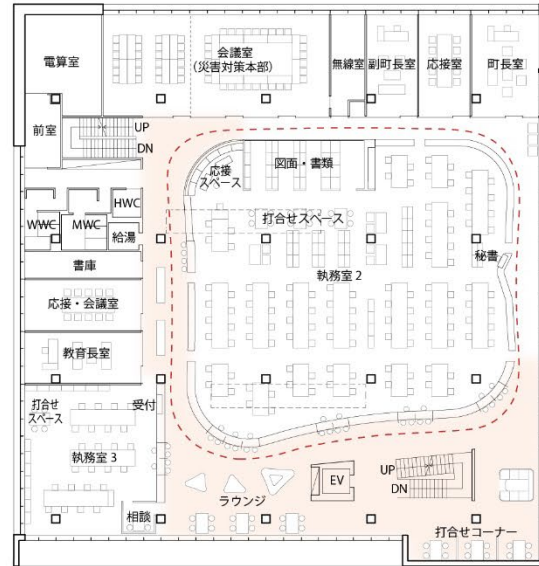 電算室
会議室
(災害対策本部)
無線室
副町長室
応接室
町長室
前室
UP
DN
応接
スペース
図面・書類
HWC
WWC
MWC
給湯
打合せスペース
書庫
執務室 2
秘書
応接・会議室
教育長室
打合せ
スペース
受付
執務室 3
ラウンジ
EV
UP
DN
相談
打合せコーナー